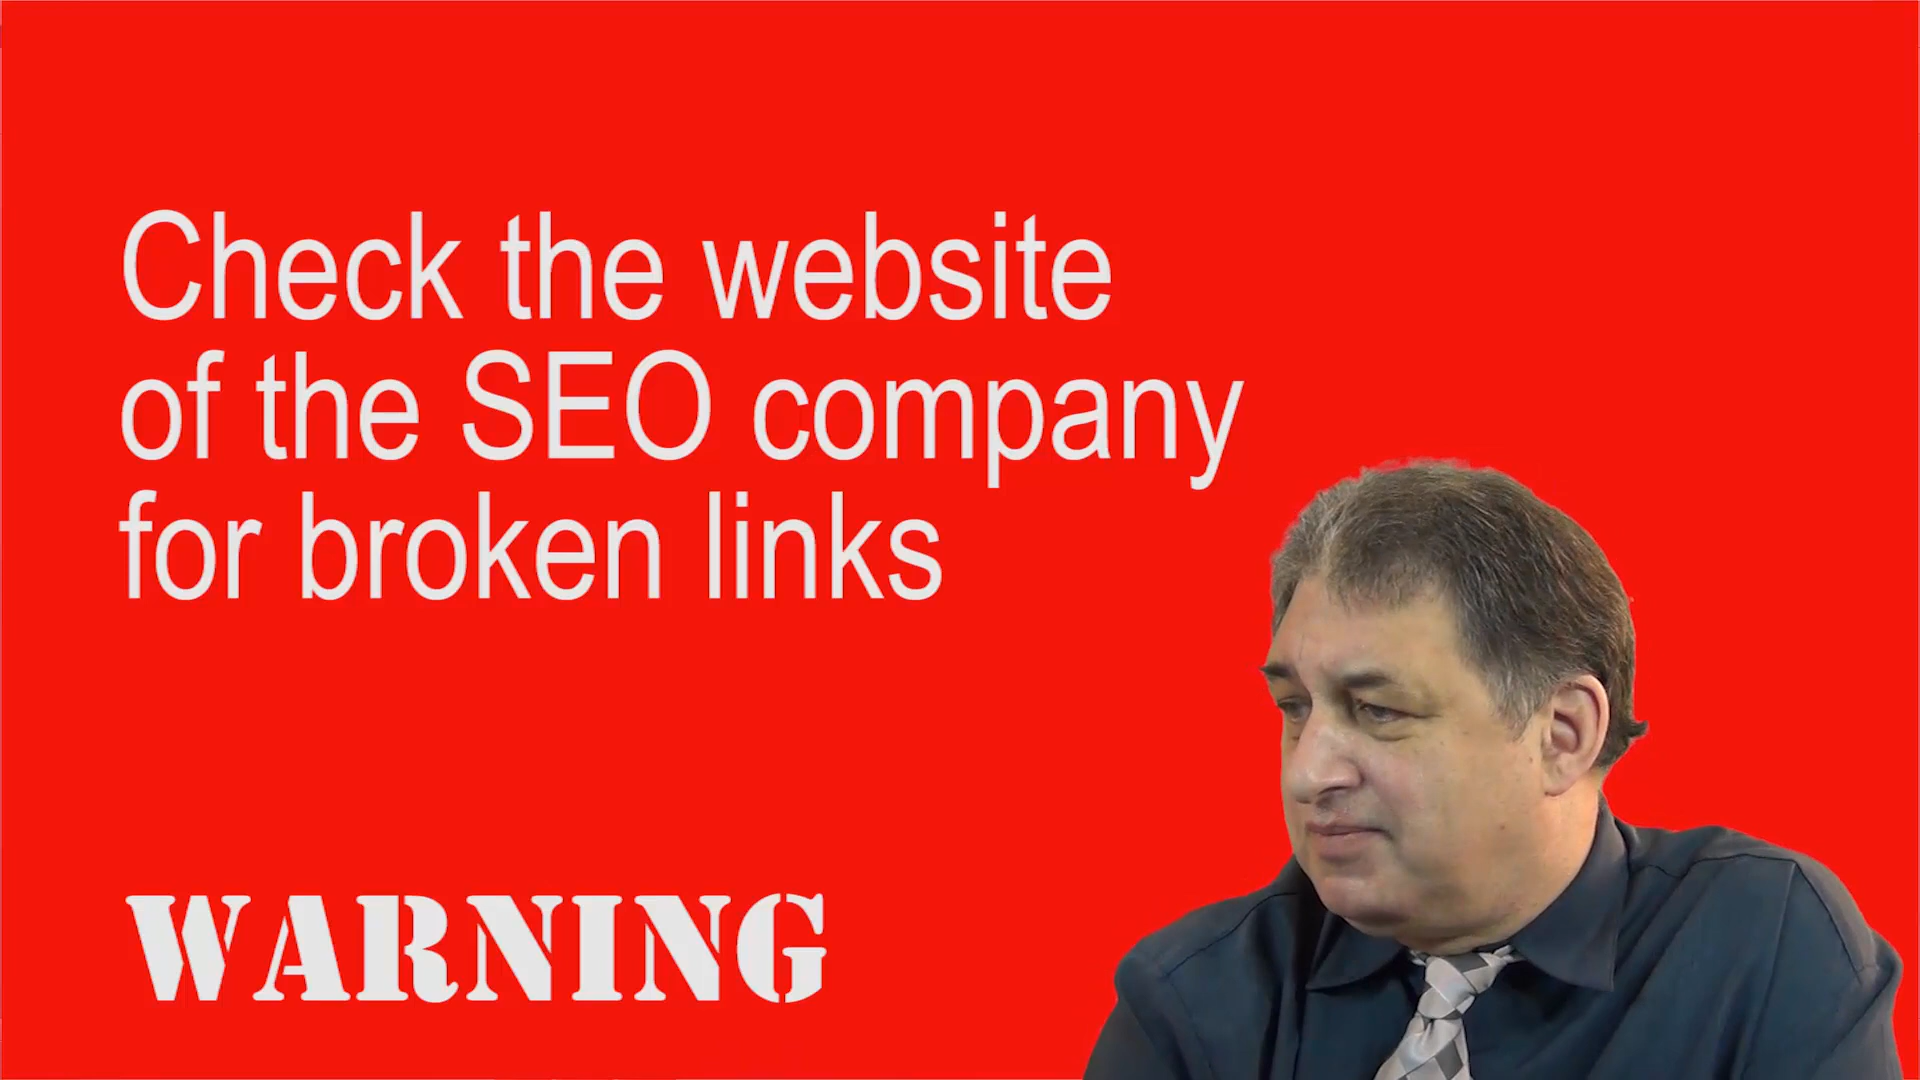 Check the website
of the SEO company
for broken links
WARNING